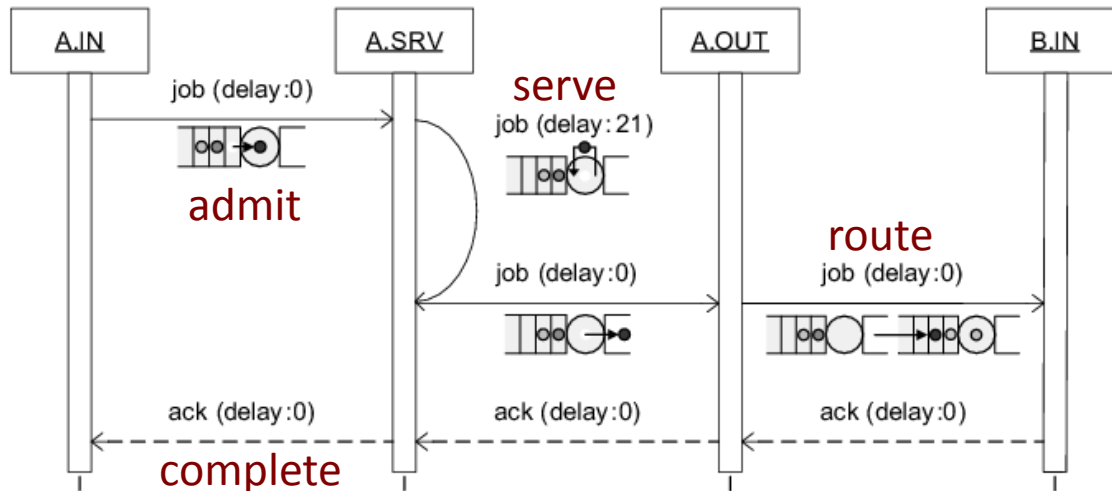 A.IN
A.SRV
A.OUT
B.IN
job (delay:0)
serve
job (delay:21)
admit
route
job (delay:0)
job (delay:0)
ack (delay:0)
ack (delay:0)
ack (delay:0)
complete